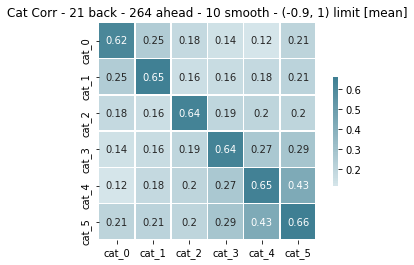 Cat Corr - 21 back - 264 ahead - 10 smooth - (-0.9, 1) limit [mean]
cat_0 0.62 0.25 0.18 0.14 0.12 0.21
cat_1 0.25 0.65 0.16 0.16 0.18 0.21
cat_2 0.18 0.16 0.64 0.19 0.2 0.2
cat_3 0.14 0.16 0.19 0.64 0.27 0.29
cat_4 0.12 0.18 0.2 0.27 0.65 0.43
cat_5 0.21 0.21 0.2 0.29 0.43 0.66
cat_0 cat_1 cat_2 cat_3 cat_4 cat_5
0.6
0.5
0.4
0.3
0.2